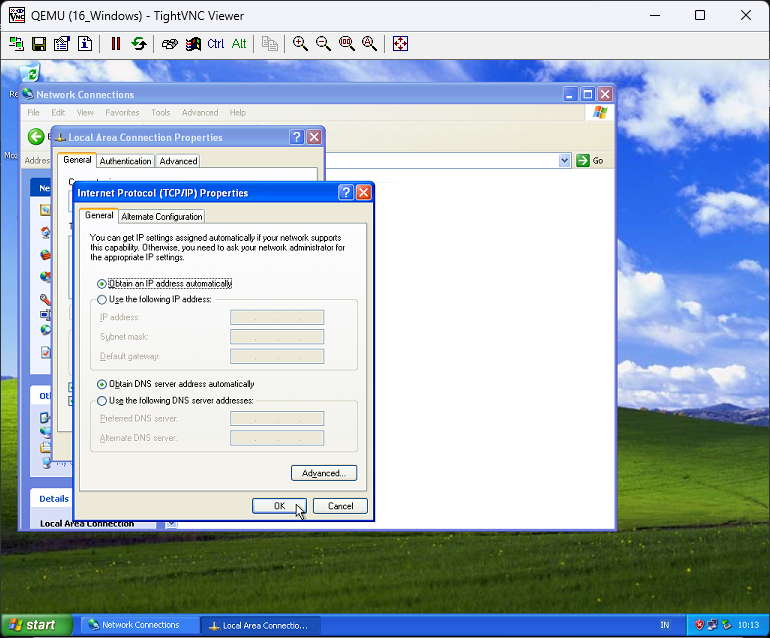 QEMU (16_Windows) - TightVNC Viewer
Ctrl Alt
Network Connections
File Edit View Favorites Tools Advanced Help
Go
Local Area Connection Properties
General Authentication Advanced
Internet Protocol (TCP/IP) Properties
General Alternate Configuration
You can get IP settings assigned automatically if your network supports
this capability. Otherwise, you need to ask your network administrator for
the appropriate IP settings.
Obtain an IP address automatically
Use the following IP address:
IP address:
Subnet mask:
Default gateway:
Obtain DNS server address automatically
Use the following DNS server addresses:
Preferred DNS server:
Alternate DNS server:
Advanced...
OK Cancel
Details
Local Area Connection
start Network Connections Local Area Connectio... IN 10:13